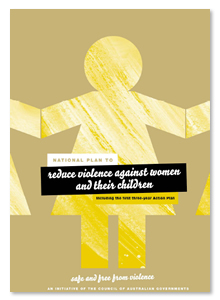 NATIONAL PLAN TO
reduce violence against women
and their children
Including the first three-year Action Plan
safe and free from violence
AN INITIATIVE OF THE COUNCIL OF AUSTRALIAN GOVERNMENTS